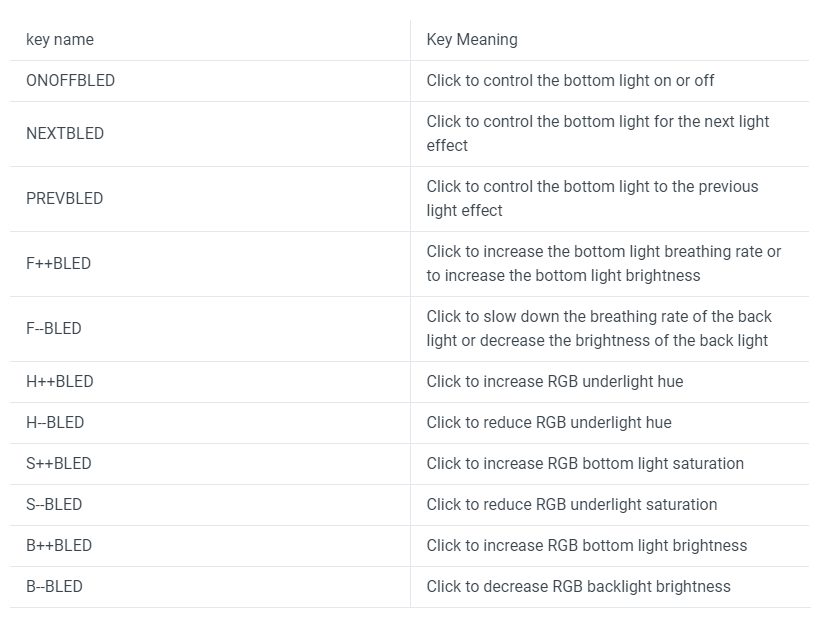 key name
Key Meaning
ONOFFBLED
Click to control the bottom light on or off
NEXTBLED
Click to control the bottom light for the next light
effect
PREVBLED
Click to control the bottom light to the previous
light effect
F++BLED
Click to increase the bottom light breathing rate or
to increase the bottom light brightness
F--BLED
Click to slow down the breathing rate of the back
light or decrease the brightness of the back light
H++BLED
Click to increase RGB underlight hue
H--BLED
Click to reduce RGB underlight hue
S++BLED
Click to increase RGB bottom light saturation
S--BLED
Click to reduce RGB underlight saturation
B++BLED
Click to increase RGB bottom light brightness
B--BLED
Click to decrease RGB backlight brightness